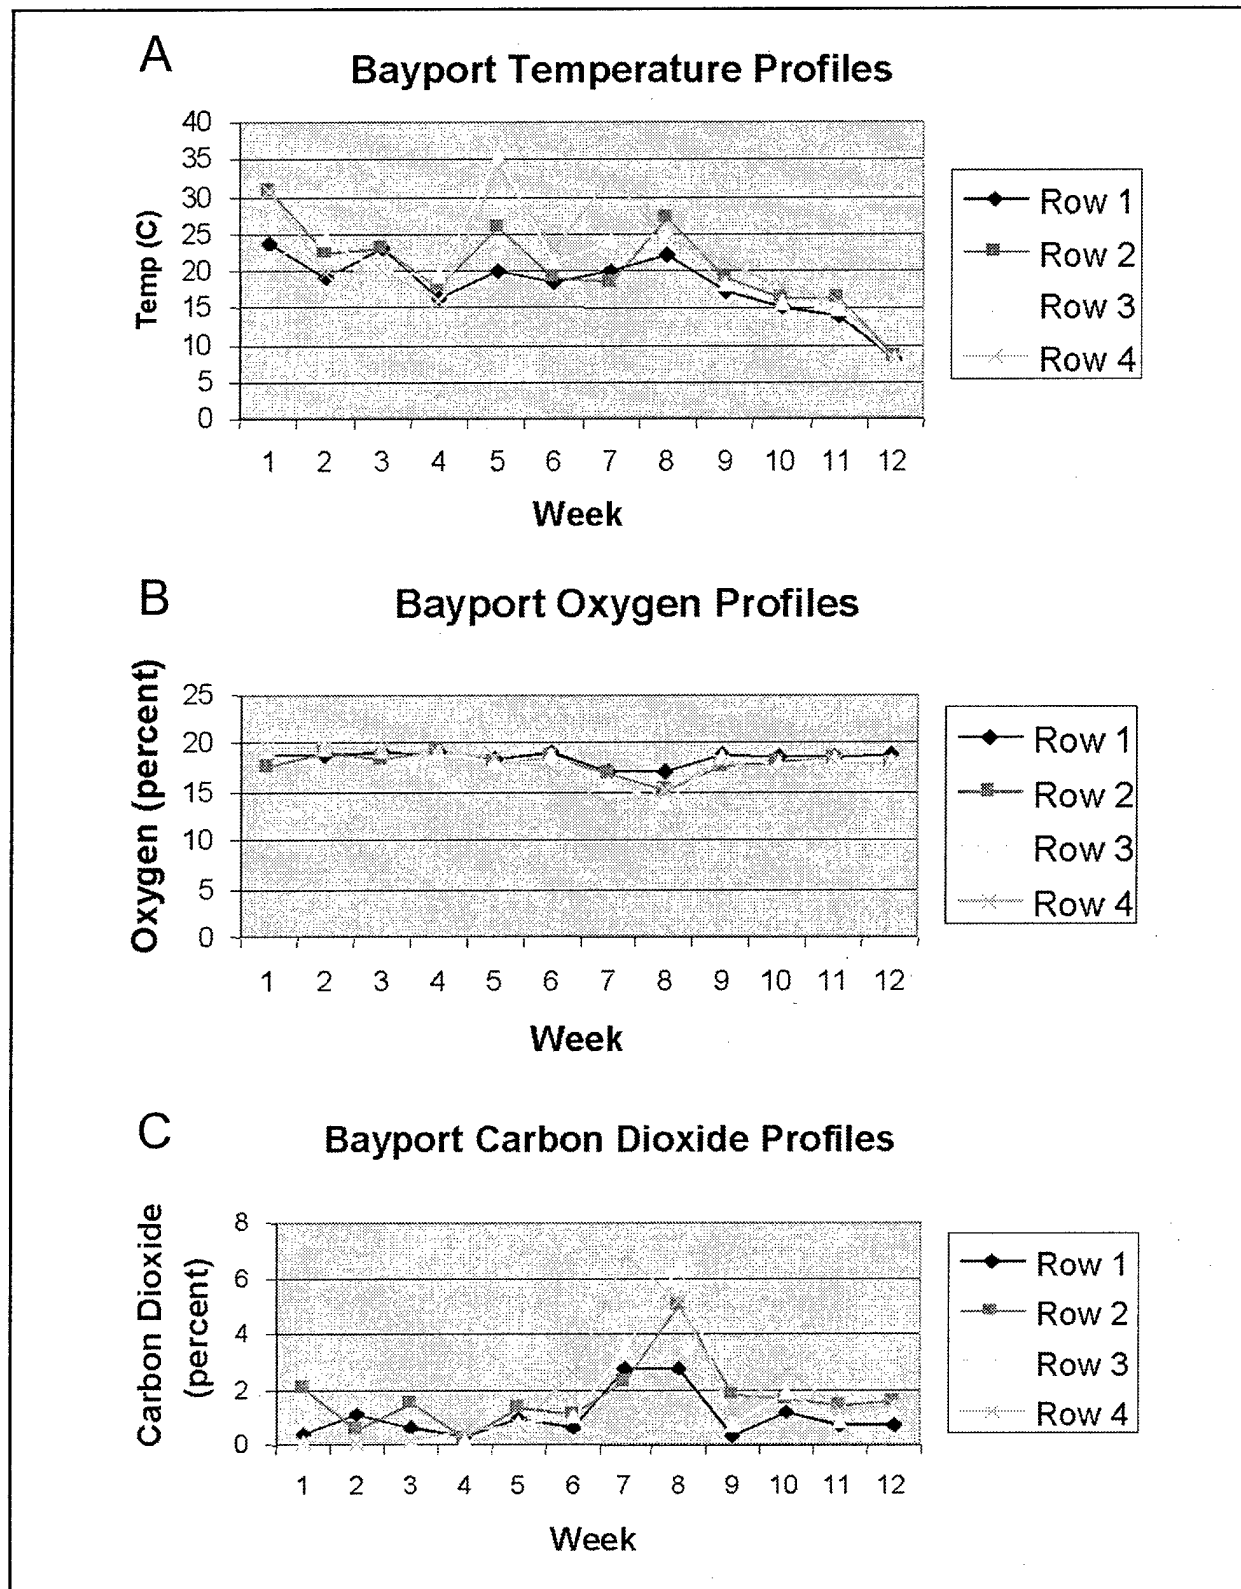 A
Bayport Temperature Profiles
40
35
30
25
20
15
10
5
0
Temp (C)
1 2 3 4 5 6 7 8 9 10 11 12
Week
Row 1
Row 2
Row 3
Row 4
B
Bayport Oxygen Profiles
25
20
15
10
5
0
Oxygen (percent)
1 2 3 4 5 6 7 8 9 10 11 12
Week
Row 1
Row 2
Row 3
Row 4
C
Bayport Carbon Dioxide Profiles
8
6
4
2
0
Carbon Dioxide
(percent)
1 2 3 4 5 6 7 8 9 10 11 12
Week
Row 1
Row 2
Row 3
Row 4